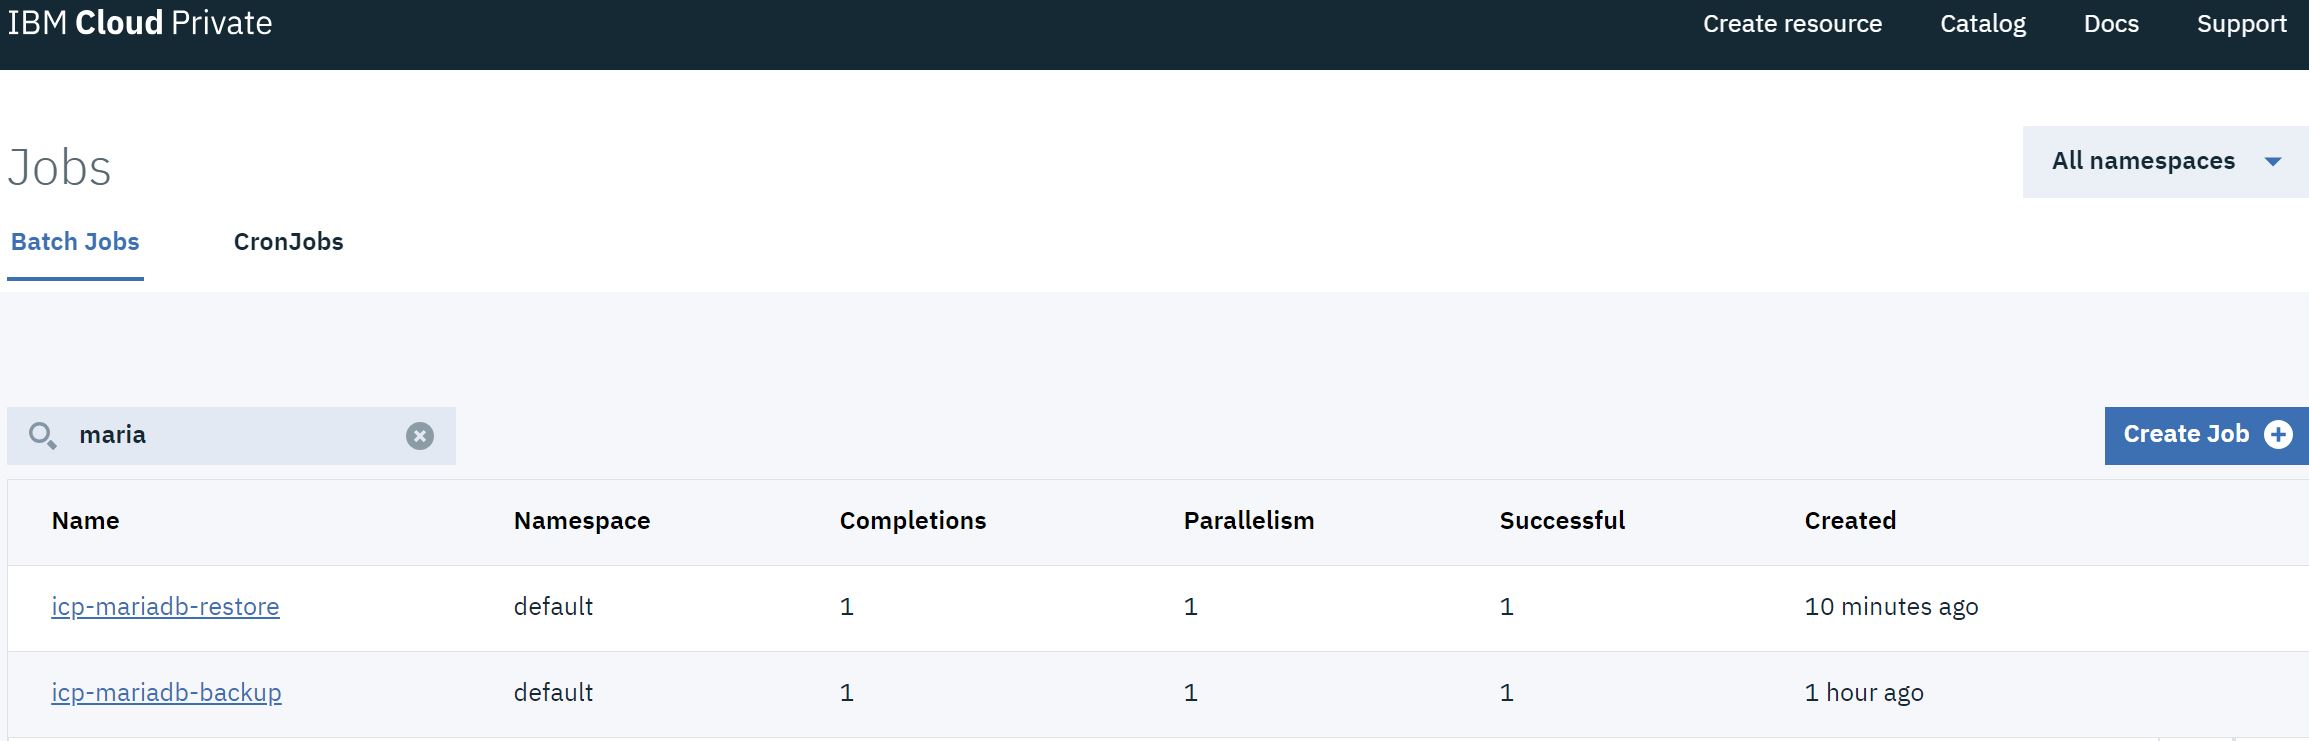 IBM Cloud Private Create resource Catalog Docs Support
Jobs
All namespaces
Batch Jobs CronJobs
maria
Create Job
Name Namespace Completions Parallelism Successful Created
icp-mariadb-restore default 1 1 1 10 minutes ago
icp-mariadb-backup default 1 1 1 1 hour ago